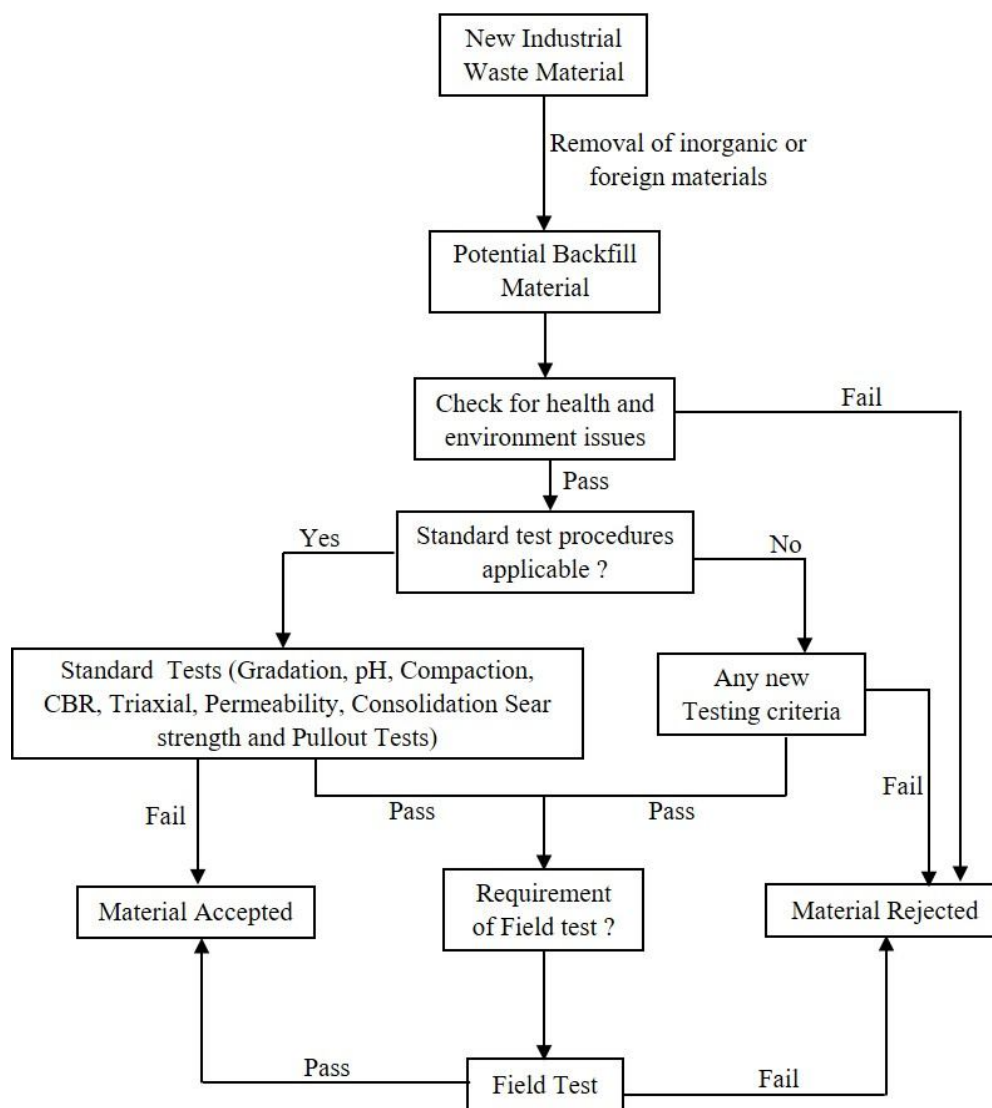 New Industrial
Waste Material
Removal of inorganic or
foreign materials
Potential Backfill
Material
Check for health and
environment issues
Fail
Pass
Standard test procedures
applicable ?
Yes
No
Standard  Tests (Gradation, pH, Compaction,
CBR, Triaxial, Permeability, Consolidation Sear
strength and Pullout Tests)
Any new
Testing criteria
Fail
Pass
Pass
Fail
Material Accepted
Requirement
of Field test ?
Material Rejected
Pass
Field Test
Fail